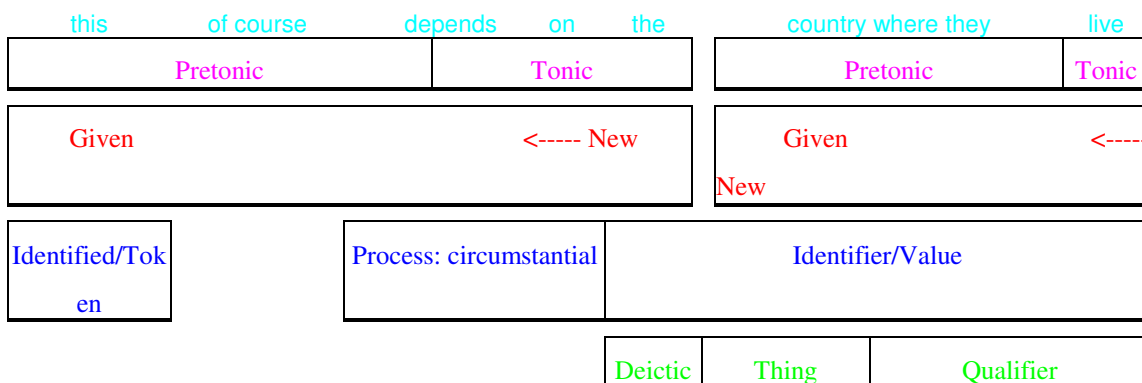 this of course depends on the country where they live
Pretonic Tonic Pretonic Tonic
Given <----- New Given <-----
New
Identified/Tok Process: circumstantial Identifier/Value
en
Deictic Thing Qualifier